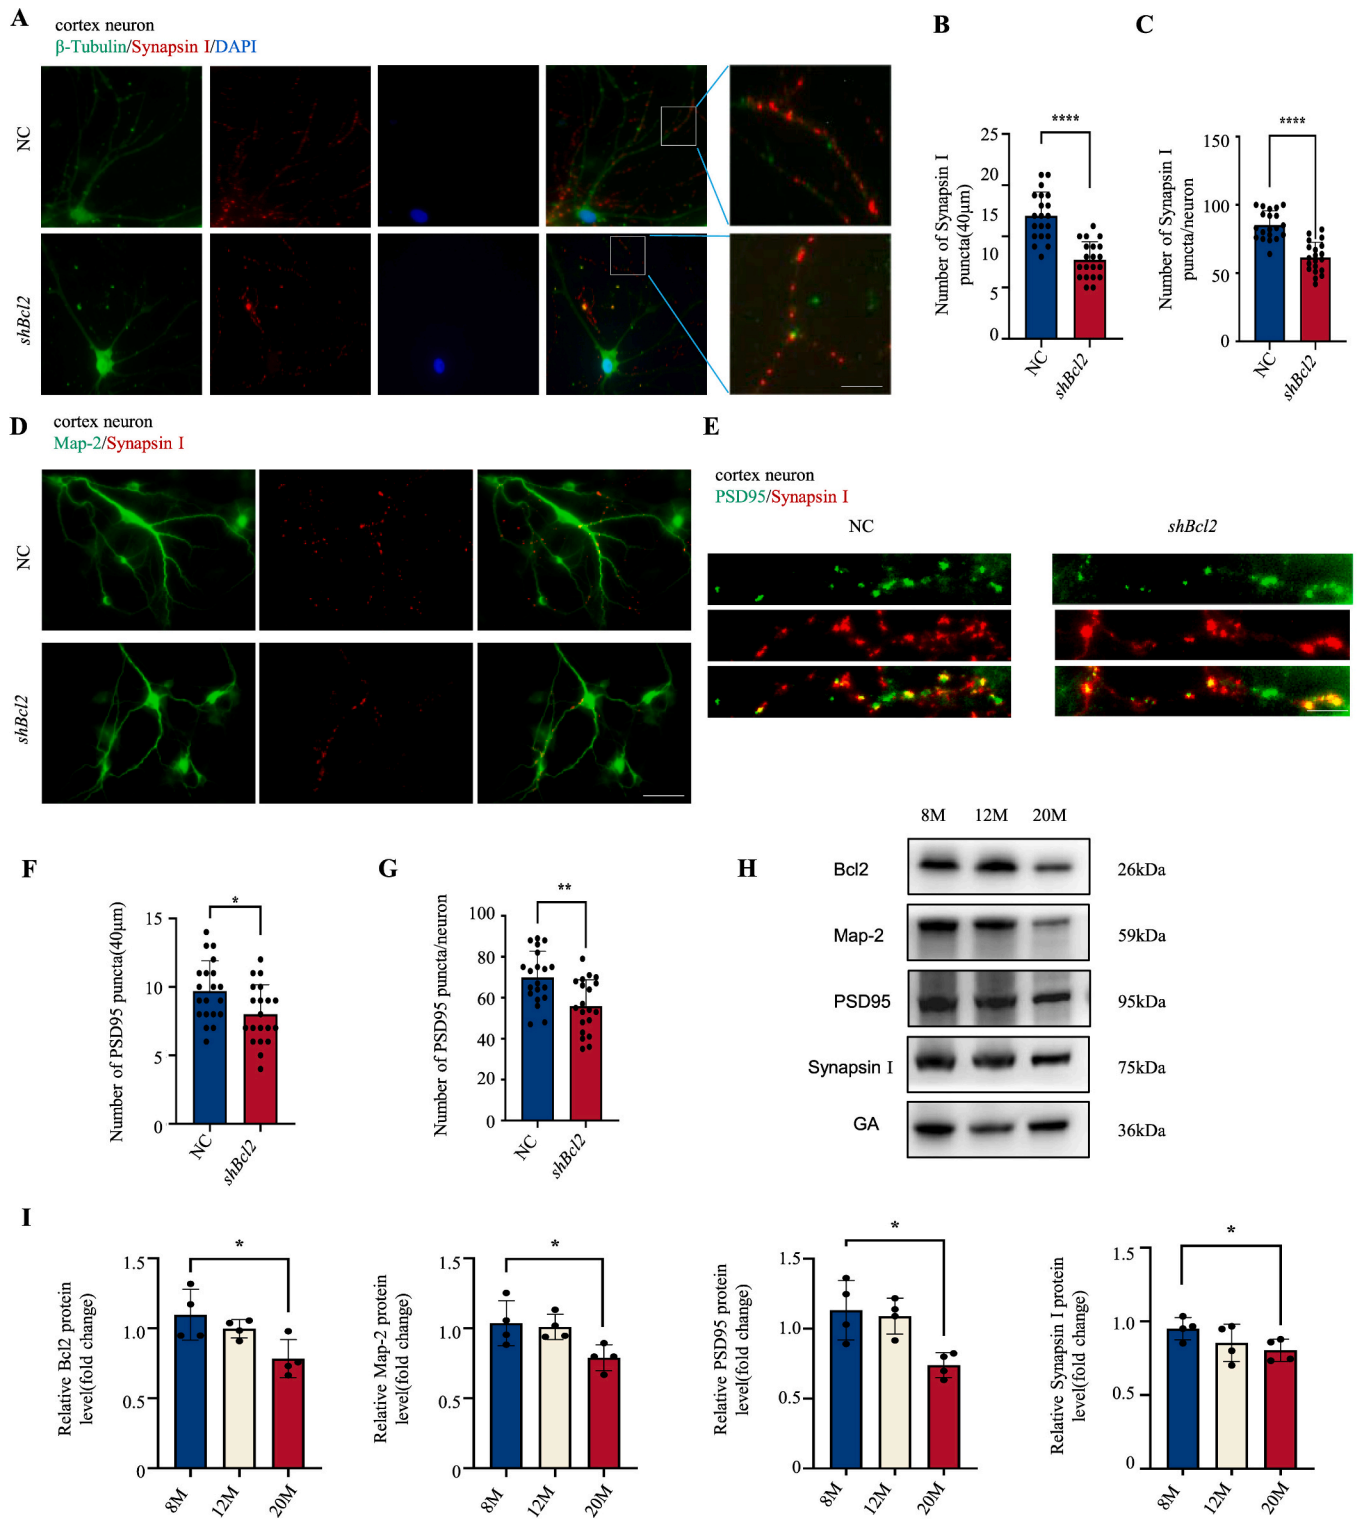 A
cortex neuron
β-Tubulin/Synapsin I/DAPI
NC
shBcl2
B
Number of Synapsin I
puncta(40μm)
25
20
15
10
5
0
****
NC
shBcl2
C
Number of Synapsin I
puncta/neuron
150
100
50
0
****
NC
shBcl2
D
cortex neuron
Map-2/Synapsin I
NC
shBcl2
E
cortex neuron
PSD95/Synapsin I
NC
shBcl2
F
Number of PSD95 puncta(40μm)
15
10
5
0
*
NC
shBcl2
G
Number of PSD95 puncta/neuron
100
80
60
40
20
0
**
NC
shBcl2
H
8M 12M 20M
Bcl2 26kDa
Map-2 59kDa
PSD95 95kDa
Synapsin I 75kDa
GA 36kDa
I
Relative Bcl2 protein
level(fold change)
1.5
1.0
0.5
0
*
8M
12M
20M
Relative Map-2 protein
level(fold change)
1.5
1.0
0.5
0
*
8M
12M
20M
Relative PSD95 protein
level(fold change)
1.5
1.0
0.5
0
*
8M
12M
20M
Relative Synapsin I protein
level(fold change)
1.5
1.0
0.5
0
*
8M
12M
20M